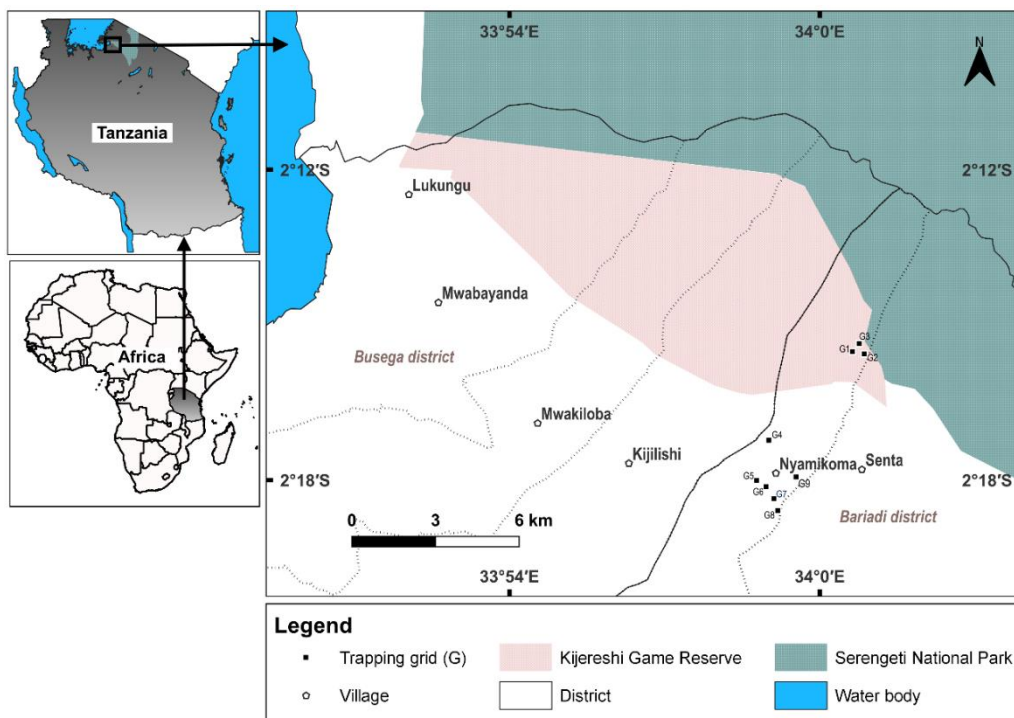 Tanzania
Africa
33°54′E
34°0′E
N
2°12′S
2°12′S
Lukungu
Mwabayanda
Busega district
G3
G1
G2
Mwakiloba
G4
Kijilishi
Nyamikoma
Senta
2°18′S
2°18′S
G5
G9
G6
G7
G8
Bariadi district
0
3
6 km
33°54′E
34°0′E
Legend
Trapping grid (G)
Kijereshi Game Reserve
Serengeti National Park
Village
District
Water body